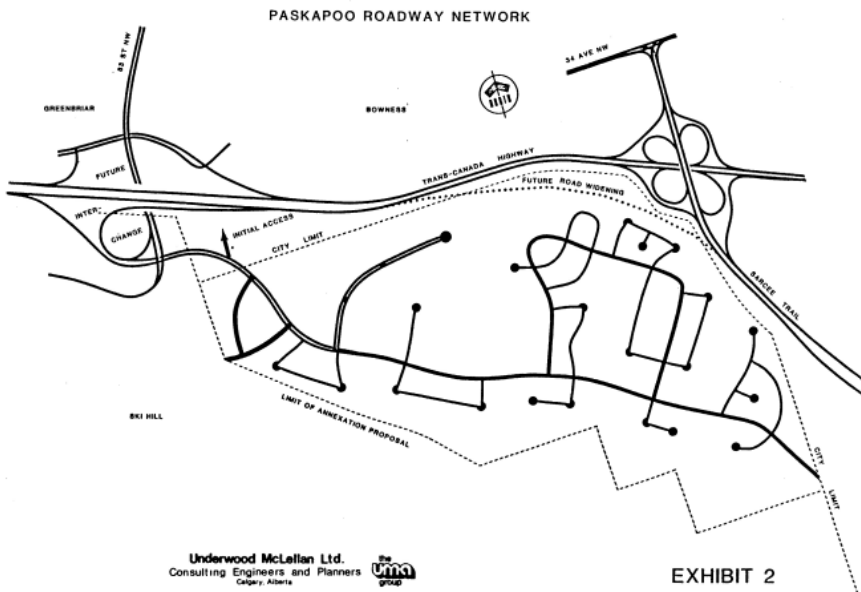 PASKAPOO ROADWAY NETWORK
83 ST NW
34 AVE NW
GREENBRIAR
BOWNESS
NORTH
TRANS-CANADA HIGHWAY
FUTURE
FUTURE ROAD WIDENING
INTER-
CHANGE
INITIAL ACCESS
CITY LIMIT
SARCEE TRAIL
SKI HILL
LIMIT OF ANNEXATION PROPOSAL
CITY LIMIT
Underwood McLellan Ltd.
Consulting Engineers and Planners
Calgary, Alberta
the
uma
group
EXHIBIT 2